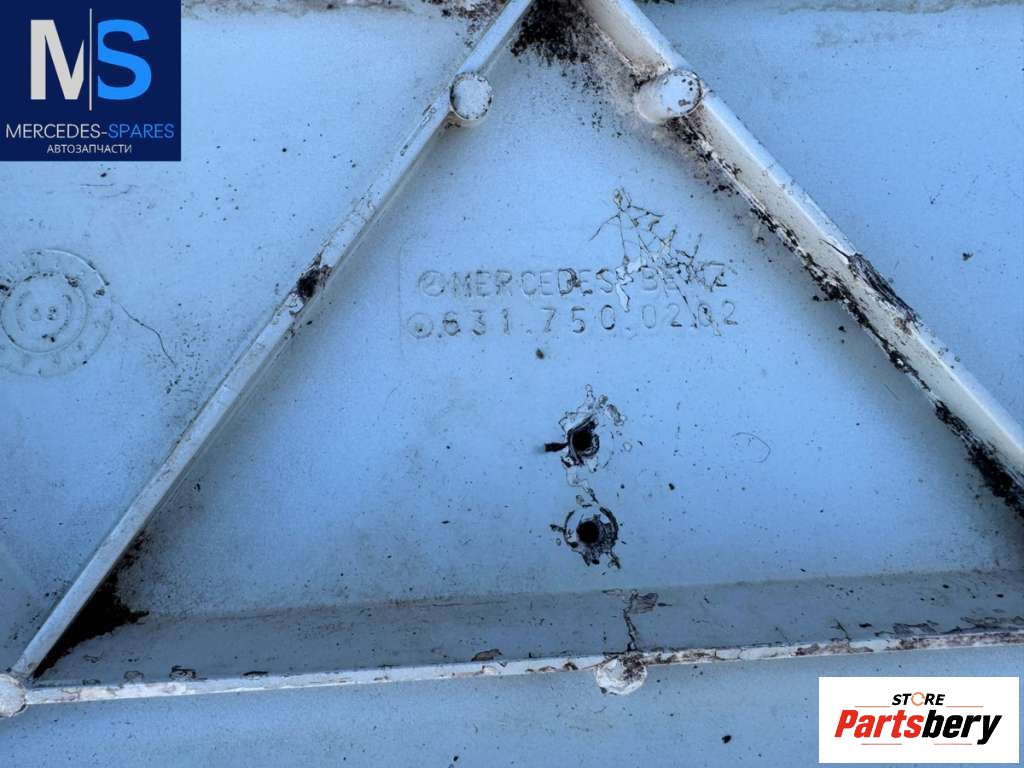 MS
MERCEDES-SPARES
АВТОЗАПЧАСТИ
MERCEDES-BENZ
631.750.02.02
STORE
Partsbery